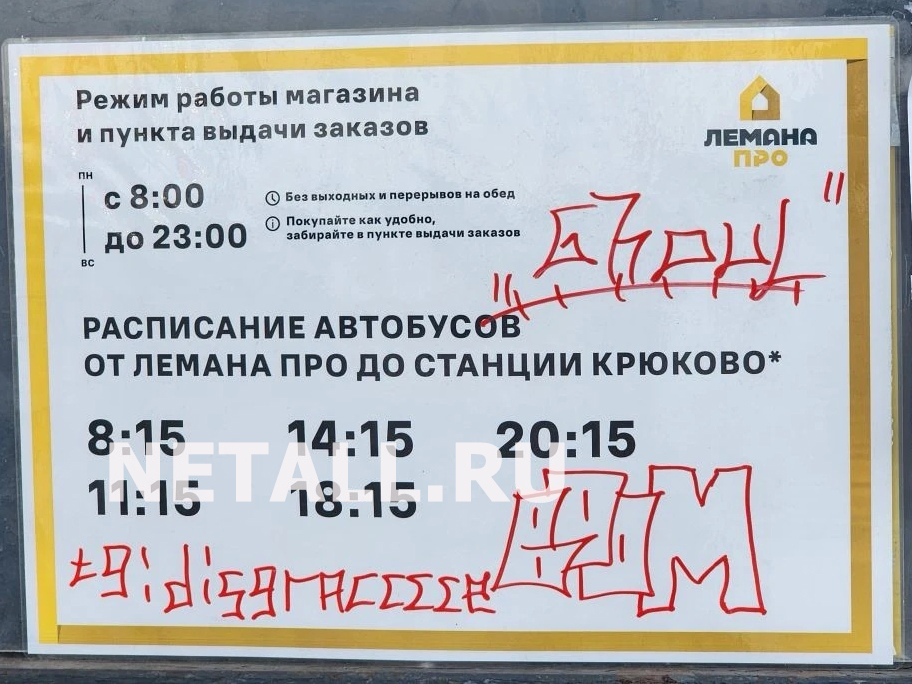 Режим работы магазина
и пункта выдачи заказов
ЛЕМАНА
ПРО
пн
с 8:00
до 23:00
вс
Без выходных и перерывов на обед
Покупайте как удобно,
забирайте в пункте выдачи заказов
РАСПИСАНИЕ АВТОБУСОВ
ОТ ЛЕМАНА ПРО ДО СТАНЦИИ КРЮКОВО*
8:15 14:15 20:15
11:15 18:15
NETALL.RU